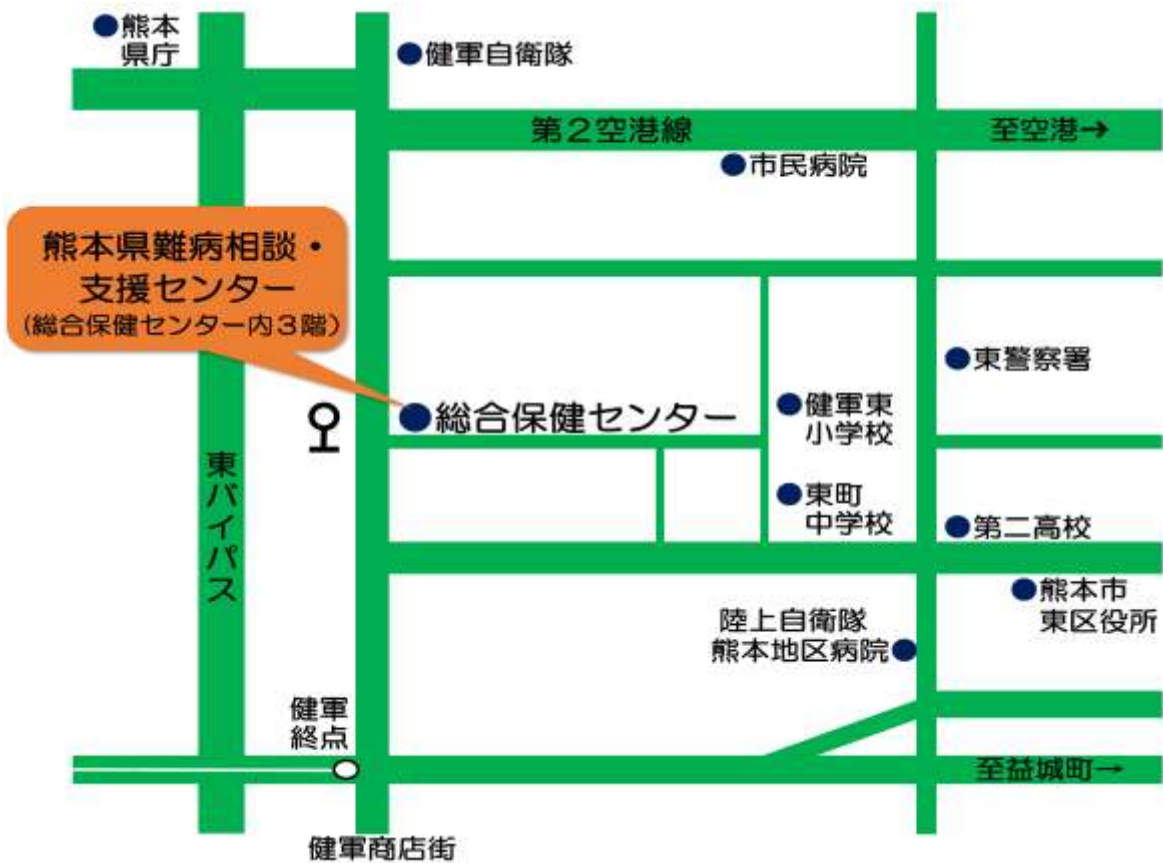 ●熊本
県庁
●健軍自衛隊
第2空港線
至空港→
●市民病院
熊本県難病相談・
支援センター
(総合保健センター内3階)
●東警察署
●総合保健センター
●健軍東
小学校
東バイパス
●東町
中学校
●第二高校
●熊本市
東区役所
陸上自衛隊
熊本地区病院●
健軍
終点
至益城町→
健軍商店街